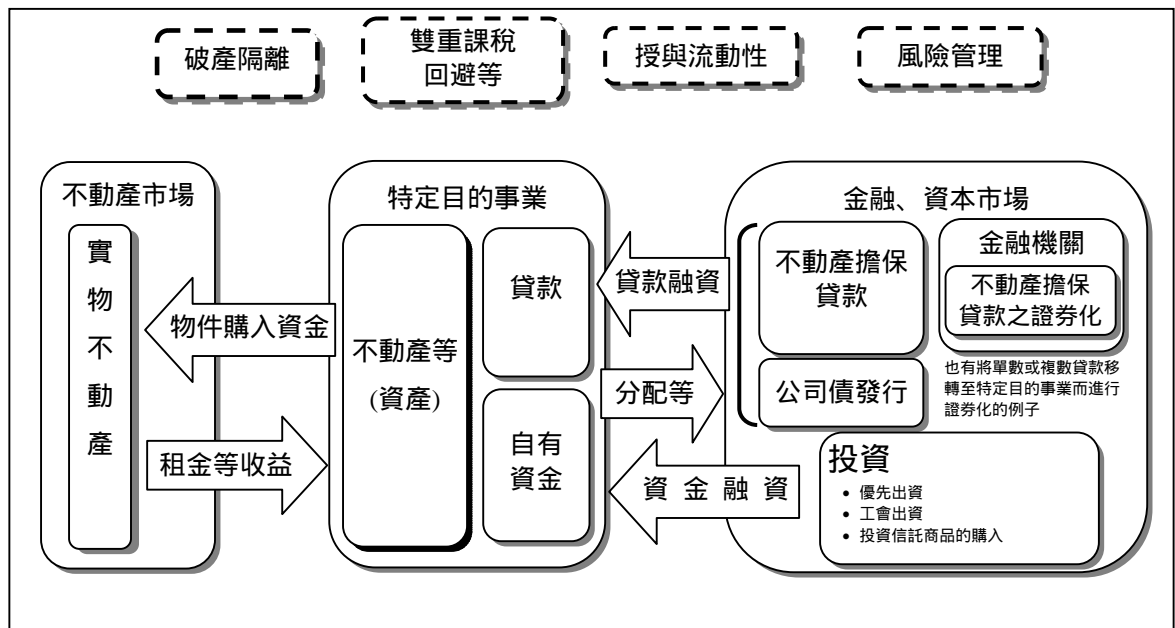 破產隔離
雙重課稅
回避等
授與流動性
風險管理
不動產市場
實
物
不
動
產
物件購入資金
租金等收益
特定目的事業
不動產等
(資產)
貸款
自有
資金
貸款融資
分配等
資 金 融 資
金融、資本市場
不動產擔保
貸款
公司債發行
金融機關
不動產擔保
貸款之證券化
也有將單數或複數貸款移
轉至特定目的事業而進行
證券化的例子
投資
• 優先出資
• 工會出資
• 投資信託商品的購入